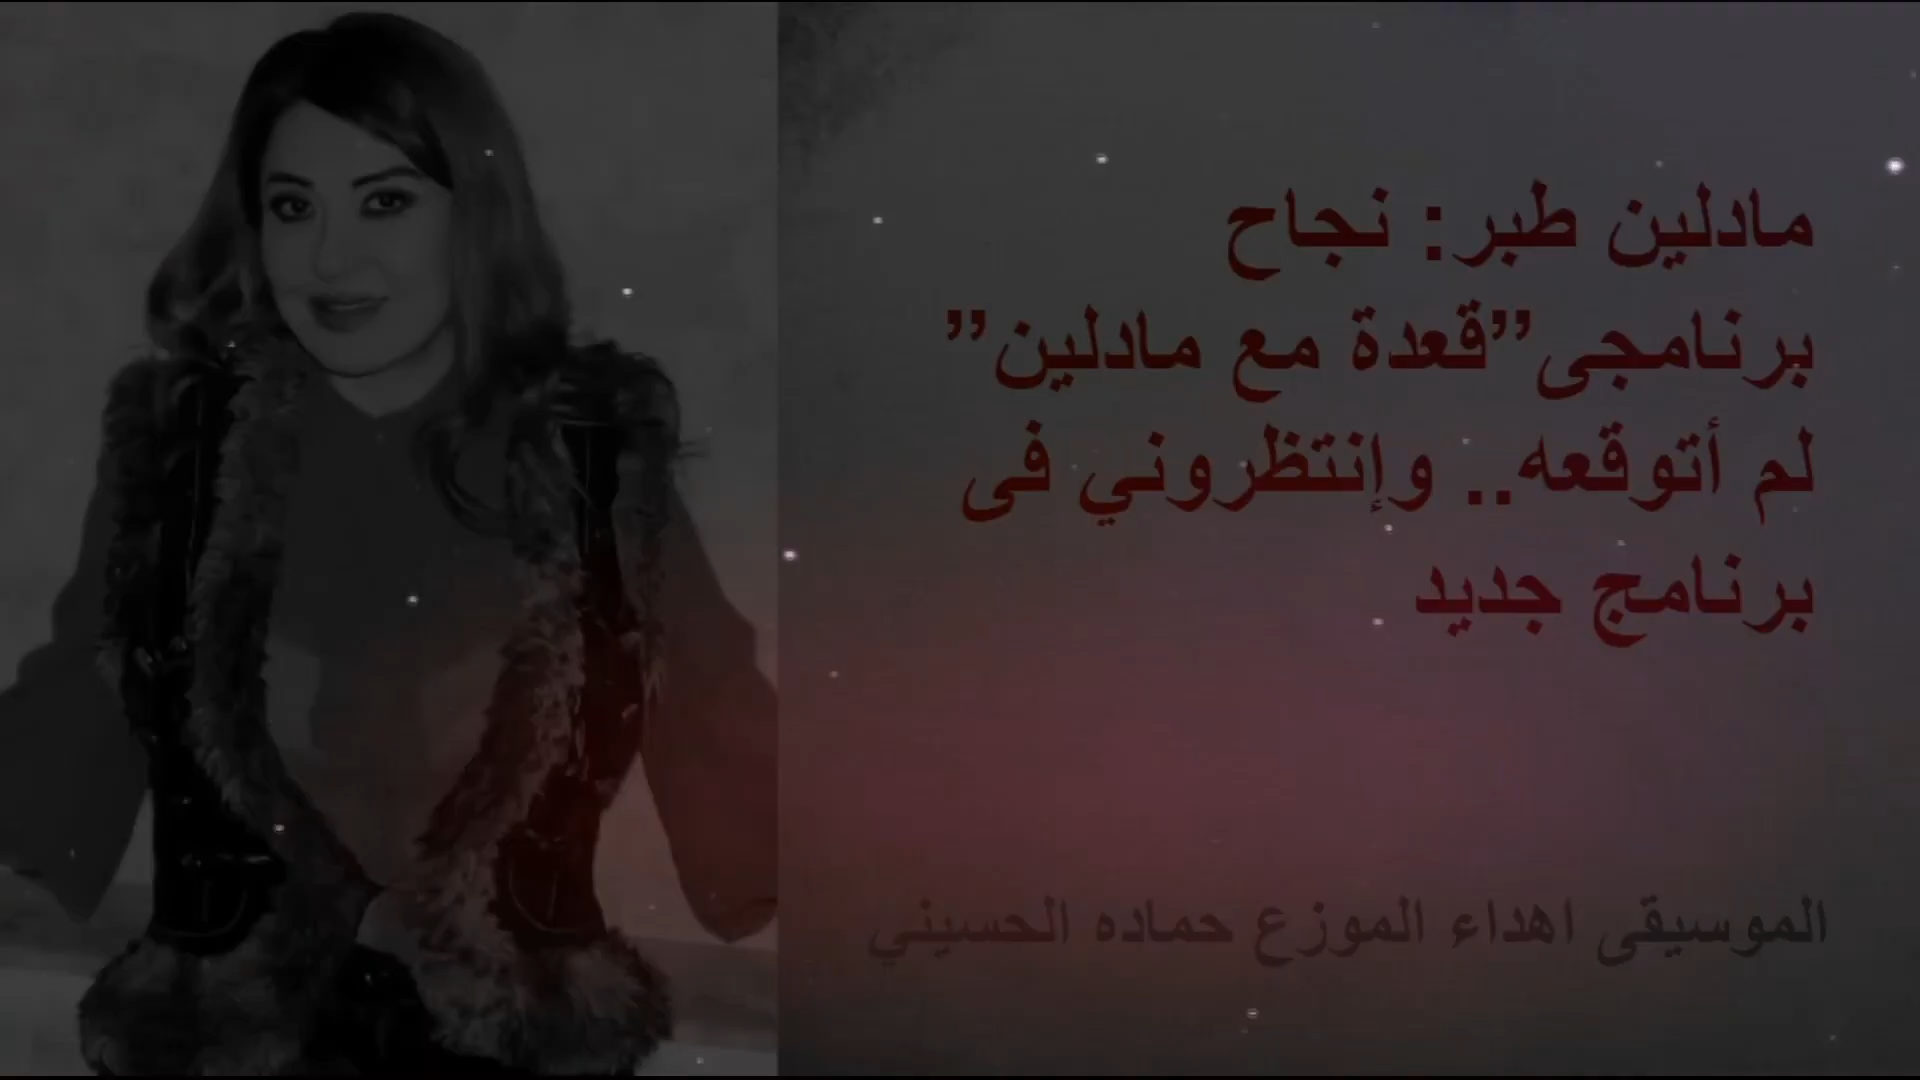 مادلين طبر: نجاح
برنامجى”قعدة مع مادلين”
لم أتوقعه.. وإنتظروني فى
برنامج جديد
الموسيقى اهداء الموزع حماده الحسيني